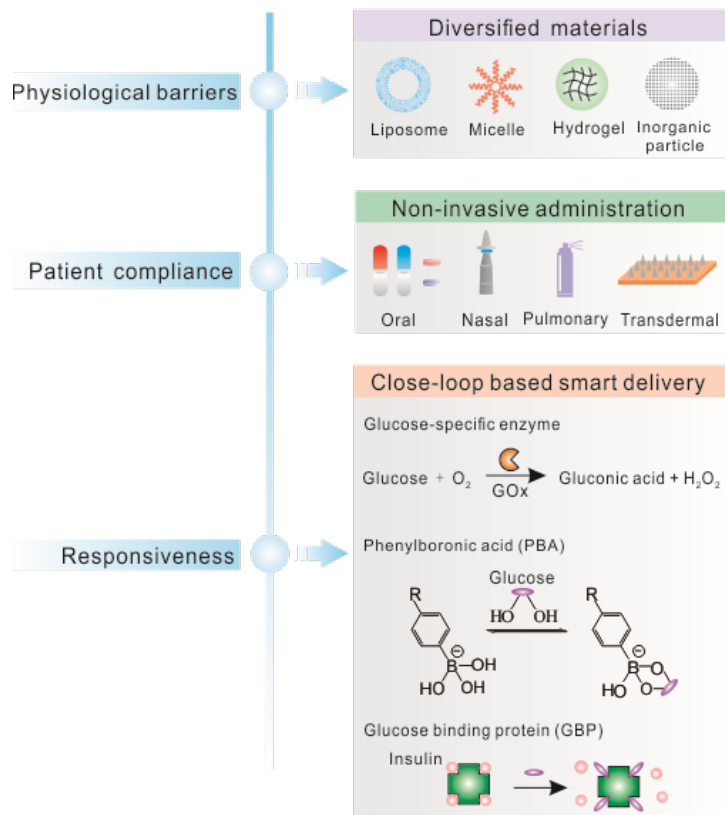 Physiological barriers
Diversified materials
Liposome
Micelle
Hydrogel
Inorganic
particle
Patient compliance
Non-invasive administration
Oral
Nasal
Pulmonary
Transdermal
Responsiveness
Close-loop based smart delivery
Glucose-specific enzyme
Glucose + O₂ GOx Gluconic acid + H₂O₂
Phenylboronic acid (PBA)
Glucose
R
HO OH
B
⊖
OH
HO OH
R
⊖
B O
HO O
Glucose binding protein (GBP)
Insulin